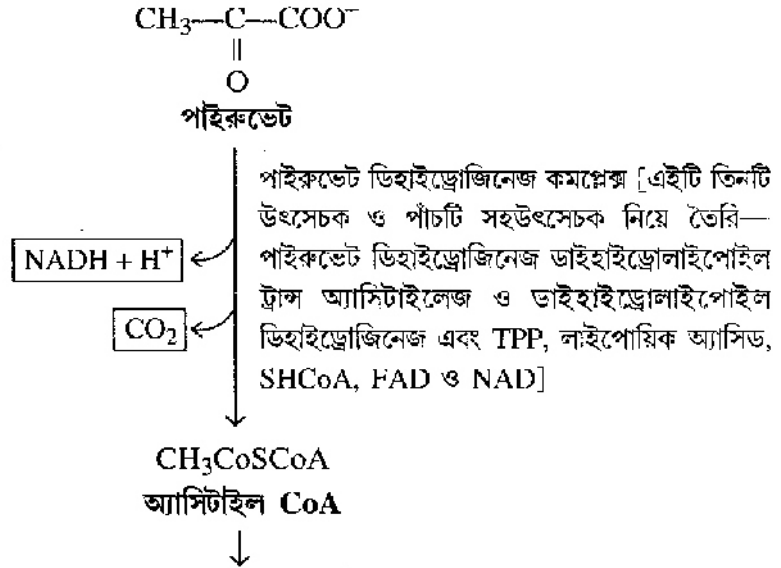 CH₃—C—COO⁻
||
O
পাইরুভেট
পাইরুভেট ডিহাইড্রোজিনেজ কমপ্লেক্স [এইটি তিনটি
উৎসেচক ও পাঁচটি সহউৎসেচক নিয়ে তৈরি—
NADH + H⁺
পাইরুভেট ডিহাইড্রোজিনেজ ডাইহাইড্রোলাইপোইল
ট্রান্স অ্যাসিটাইলেজ ও ডাইহাইড্রোলাইপোইল
CO₂
ডিহাইড্রোজিনেজ এবং TPP, লাইপোয়িক অ্যাসিড,
SHCoA, FAD ও NAD]
CH₃CoSCoA
অ্যাসিটাইল CoA